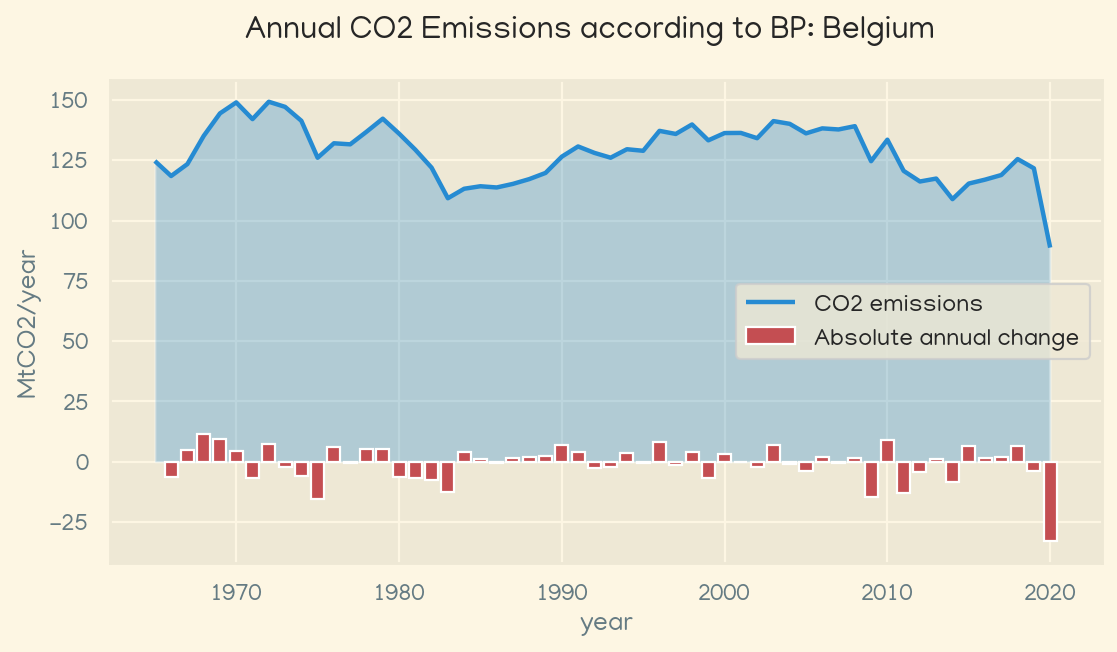 Annual CO2 Emissions according to BP: Belgium
150
125
100
75
50
25
0
−25
MtCO2/year
CO2 emissions
Absolute annual change
1970 1980 1990 2000 2010 2020
year